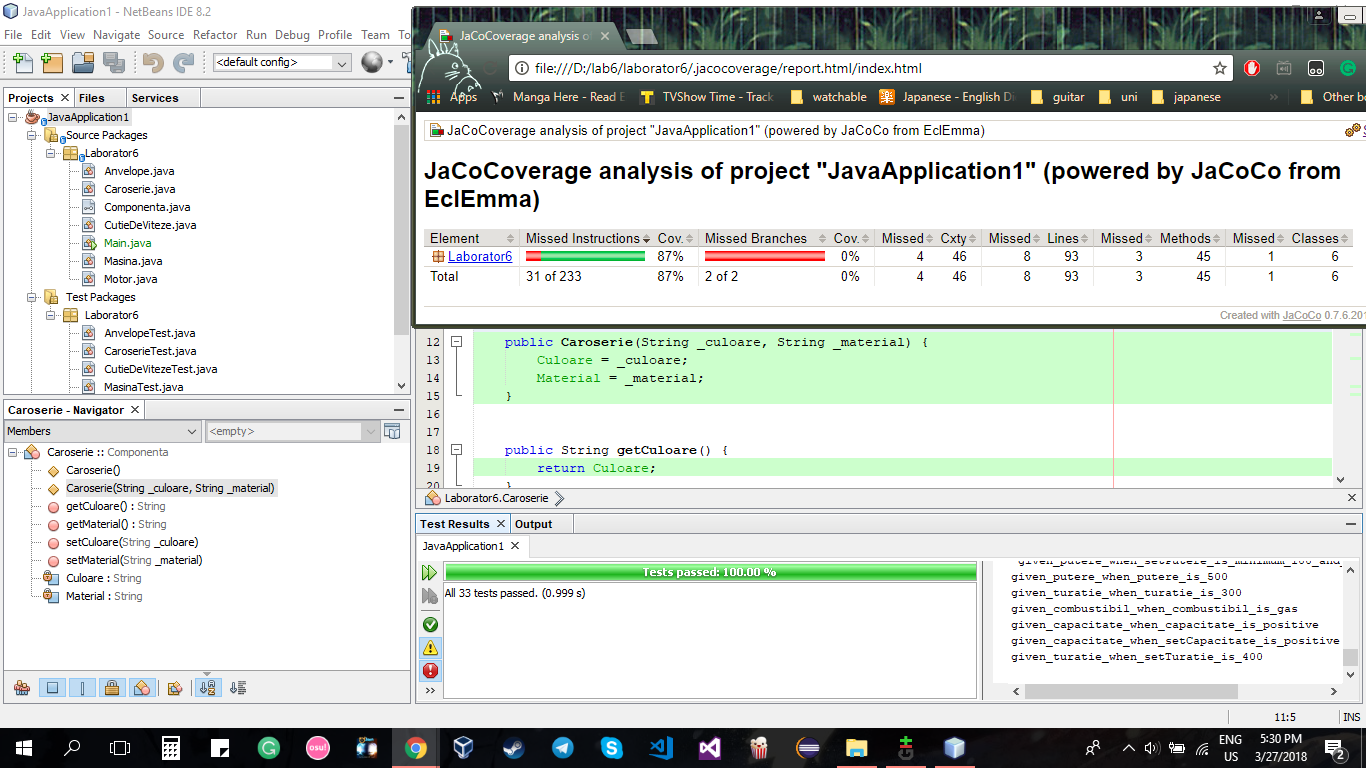 JavaApplication1 - NetBeans IDE 8.2
File Edit View Navigate Source Refactor Run Debug Profile Team
<default config>
Projects Files Services
JavaApplication1
Source Packages
Laborator6
Anvelope.java
Caroserie.java
Componenta.java
CutieDeViteze.java
Main.java
Masina.java
Motor.java
Test Packages
Laborator6
AnvelopeTest.java
CaroserieTest.java
CutieDeVitezeTest.java
MasinaTest.java
Caroserie - Navigator
Members <empty>
Caroserie :: Componenta
Caroserie()
Caroserie(String _culoare, String _material)
getCuloare() : String
getMaterial() : String
setCuloare(String _culoare)
setMaterial(String _material)
Culoare : String
Material : String
JaCoCoverage analysis o
file:///D:/lab6/laborator6/.jacocoverage/report.html/index.html
Apps Manga Here - Read E TVShow Time - Track watchable Japanese - English Di guitar uni japanese » Other bo
JaCoCoverage analysis of project "JavaApplication1" (powered by JaCoCo from EclEmma)
JaCoCoverage analysis of project "JavaApplication1" (powered by JaCoCo from
EclEmma)
Element Missed Instructions Cov. Missed Branches Cov. Missed Cxty Missed Lines Missed Methods Missed Classes
Laborator6 87% 0% 4 46 8 93 3 45 1 6
Total 31 of 233 87% 2 of 2 0% 4 46 8 93 3 45 1 6
Created with JaCoCo 0.7.6.201
12 public Caroserie(String _culoare, String _material) {
13 Culoare = _culoare;
14 Material = _material;
15 }
16
17
18 public String getCuloare() {
19 return Culoare;
20 }
Laborator6.Caroserie
Test Results Output
JavaApplication1
Tests passed: 100.00 %
All 33 tests passed. (0.999 s)
given_putere_when_setPutere_is_minimum_100_and
given_putere_when_putere_is_500
given_turatie_when_turatie_is_300
given_combustibil_when_combustibil_is_gas
given_capacitate_when_capacitate_is_positive
given_capacitate_when_setCapacitate_is_positive
given_turatie_when_setTuratie_is_400
11:5 INS
osu!
ENG
US
5:30 PM
3/27/2018
2